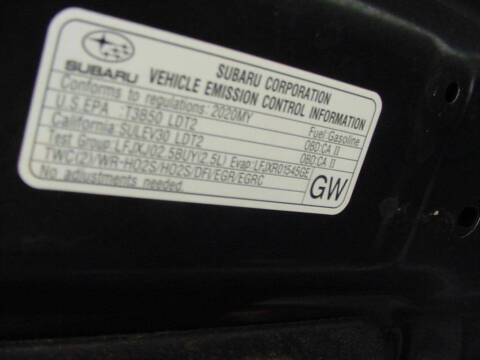 SUBARU
SUBARU CORPORATION
VEHICLE EMISSION CONTROL INFORMATION
Conforms to regulations: 2020MY
Fuel:Gasoline
U.S.EPA : T3B50 LDT2 OBD:CA II
California: SULEV30 LDT2 OBD:CA II
Test Group: LFJXJ02.5BUY(2.5L) Evap:LFJXR0154SGE
No adjustments needed.
TWC(2)/WR-HO2S/HO2S/DFI/EGR/EGRC
GW